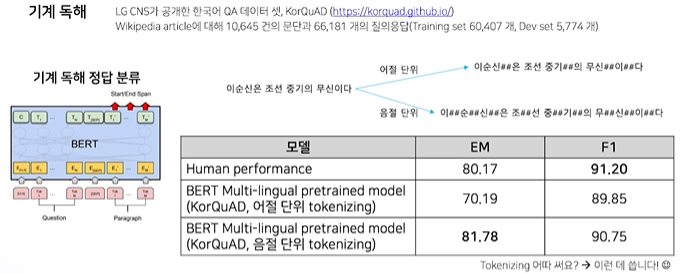 기계 독해
LG CNS가 공개한 한국어 QA 데이터 셋, KorQuAD (https://korquad.github.io/)
Wikipedia article에 대해 10,645 건의 문단과 66,181 개의 질의응답(Training set 60,407 개, Dev set 5,774 개)
기계 독해 정답 분류
Start/End Span
BERT
Question
Paragraph
이순신은 조선 중기의 무신이다
어절 단위
이순신##은 조선 중기##의 무신##이##다
음절 단위
이##순##신##은 조##선 중##기##의 무##신##이##다
모델 EM F1
Human performance 80.17 91.20
BERT Multi-lingual pretrained model
(KorQuAD, 어절 단위 tokenizing) 70.19 89.85
BERT Multi-lingual pretrained model
(KorQuAD, 음절 단위 tokenizing) 81.78 90.75
Tokenizing 어따 써요? → 이런 데 씁니다! ☺